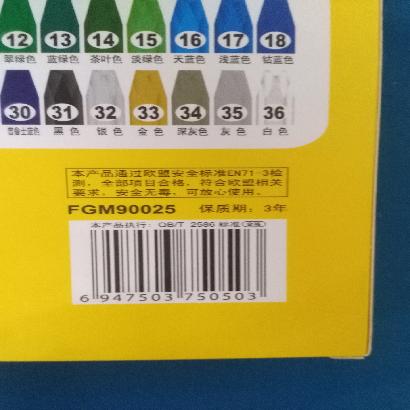 12 13 14 15 16 17 18
翠绿色 蓝绿色 茶叶色 淡绿色 天蓝色 浅蓝色 钴蓝色
30 31 32 33 34 35 36
普鲁士蓝色 黑色 银色 金色 深灰色 灰色 白色
本产品通过欧盟安全标准EN71-3检
测，全部项目合格，符合欧盟相关
要求，安全无毒，可放心使用。
FGM90025 保质期：3年
本产品执行：QB/T 2586 标准
6 947503 750503